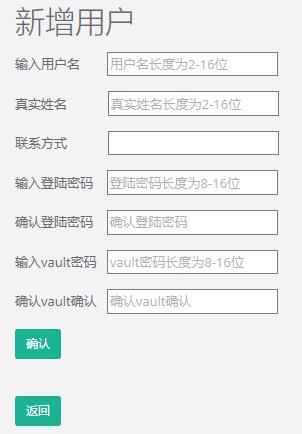 新增用户
输入用户名 用户名长度为2-16位
真实姓名 真实姓名长度为2-16位
联系方式
输入登陆密码 登陆密码长度为8-16位
确认登陆密码 确认登陆密码
输入vault密码 vault密码长度为8-16位
确认vault确认 确认vault确认
确认
返回